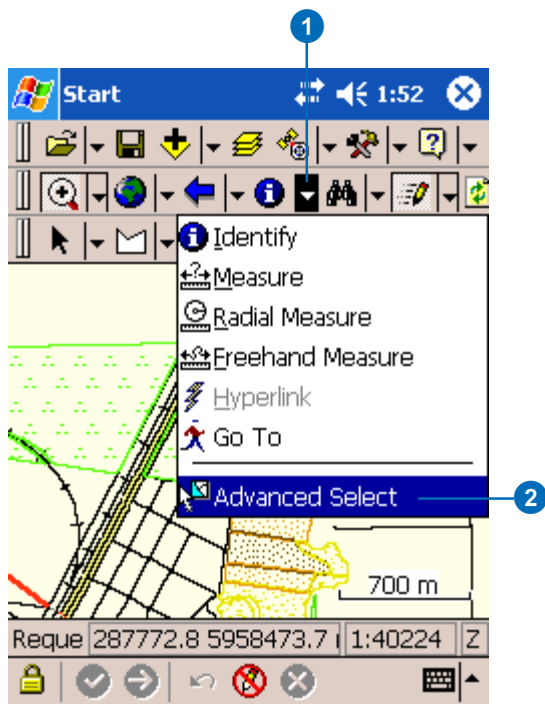 1
Start 1:52
Identify
Measure
Radial Measure
Freehand Measure
Hyperlink
Go To
Advanced Select
2
700 m
Reque 287772.8 5958473.7 1:40224 Z